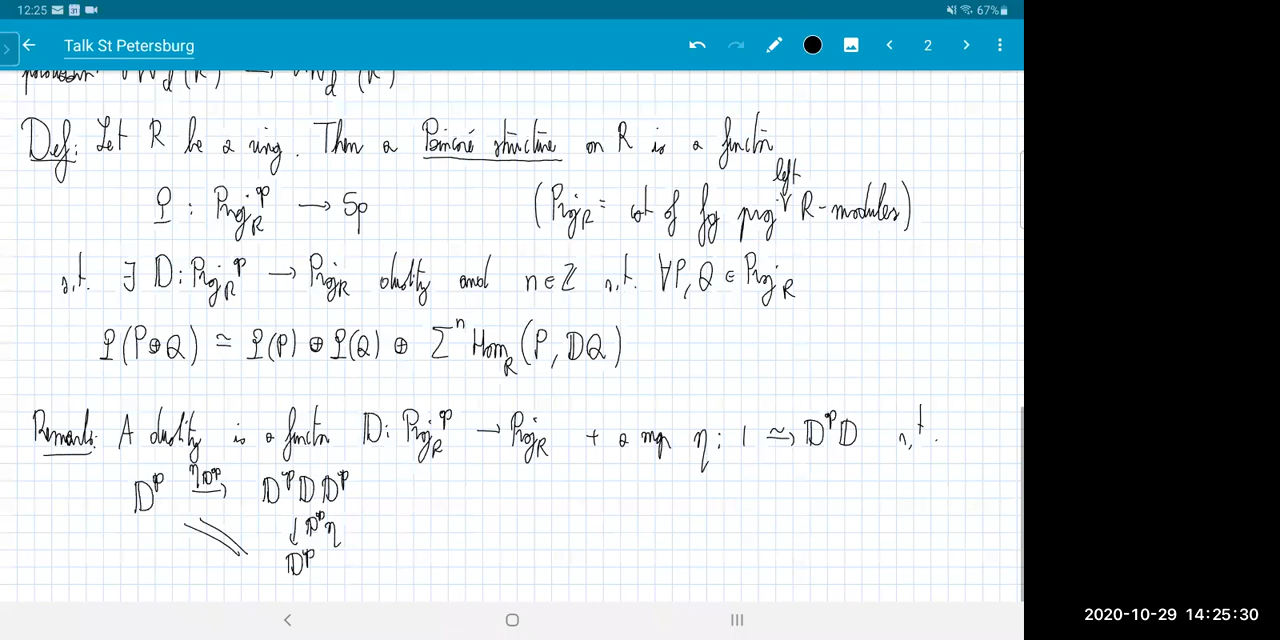 12:25
67%
Talk St Petersburg
2
Def: Let R be a ring. Then a Poincaré structure on R is a functor
left
Ϙ : Proj_R^op → Sp (Proj_R = cat of fg proj R-modules)
s.t. ∃ D : Proj_R^op → Proj_R duality and n ∈ ℤ s.t. ∀P, Q ∈ Proj_R
Ϙ(P⊕Q) ≃ Ϙ(P) ⊕ Ϙ(Q) ⊕ Σ^n Hom_R(P, DQ)
Remark: A duality is a functor D : Proj_R^op → Proj_R + a map η : 1 ≃→ D^op D s.t.
D^op →^{η D^op} D^op D D^op
↓ D^op η
D^op
2020-10-29 14:25:30